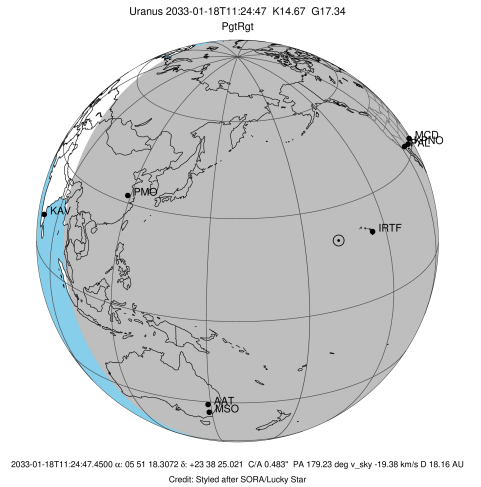 Uranus 2033-01-18T11:24:47 K14.67 G17.34
PgtRgt
MCD
PAL
KPNO
PMO
KAV
IRTF
AAT
MSO
2033-01-18T11:24:47.4500 α: 05 51 18.3072 δ: +23 38 25.021 C/A 0.483" PA 179.23 deg v_sky -19.38 km/s D 18.16 AU
Credit: Styled after SORA/Lucky Star